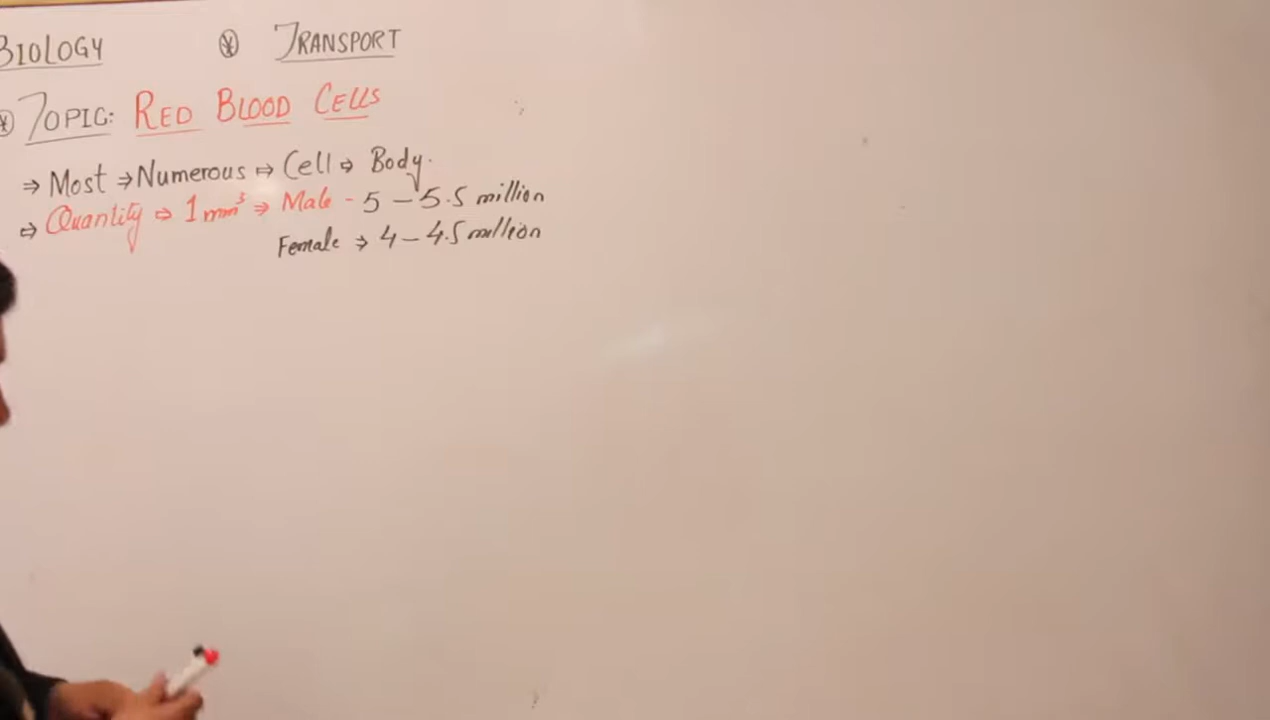 BIOLOGY
TRANSPORT
TOPIC: RED BLOOD CELLS
⇒ Most ⇒ Numerous ⇒ Cell ⇒ Body.
⇒ Quantity ⇒ 1 mm³ ⇒ Male - 5 – 5.5 million
Female → 4 – 4.5 million